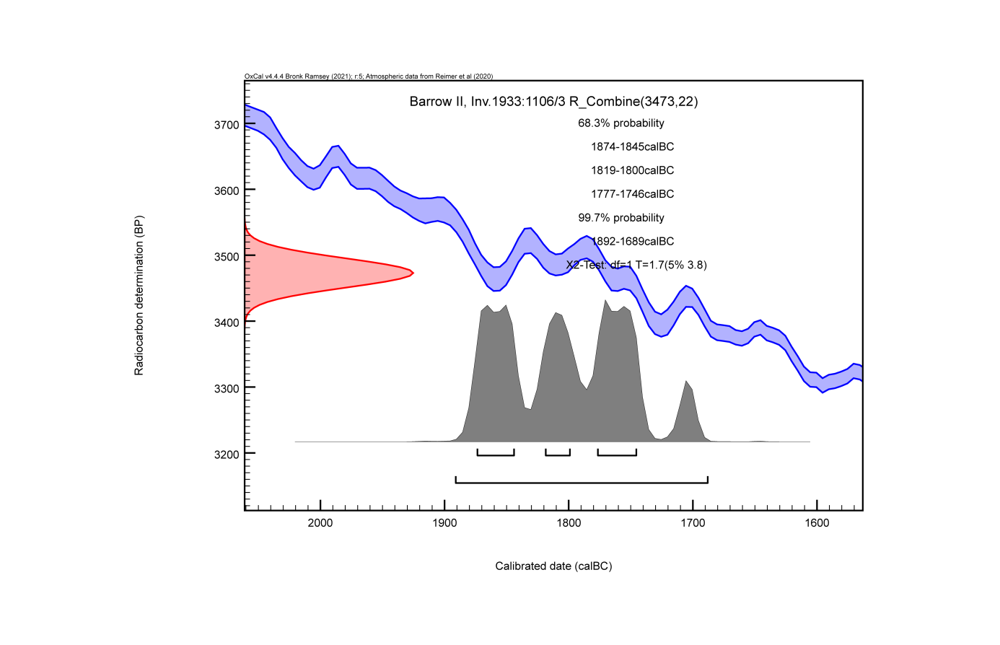 OxCal v4.4.4 Bronk Ramsey (2021); r:5; Atmospheric data from Reimer et al (2020)
Barrow II, Inv.1933:1106/3 R_Combine(3473,22)
68.3% probability
1874-1845calBC
1819-1800calBC
1777-1746calBC
99.7% probability
1892-1689calBC
X2-Test: df=1 T=1.7(5% 3.8)
Radiocarbon determination (BP)
3700
3600
3500
3400
3300
3200
2000 1900 1800 1700 1600
Calibrated date (calBC)